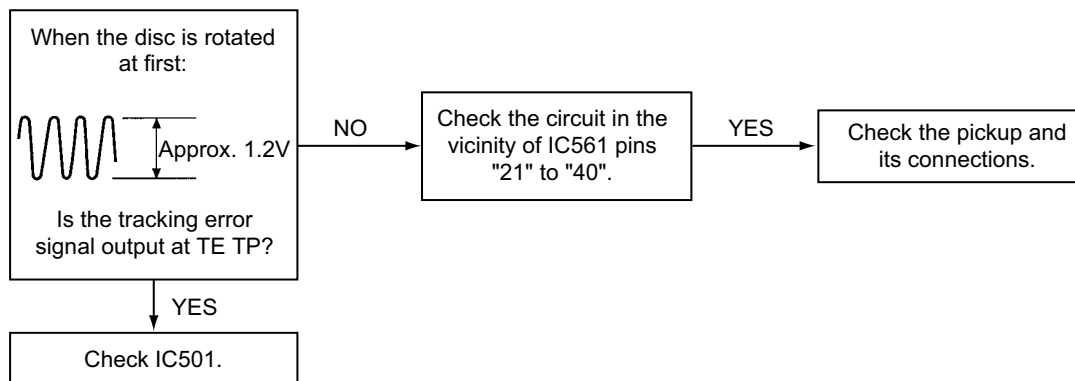 When the disc is rotated
at first:
Approx. 1.2V
Is the tracking error
signal output at TE TP?
NO
Check the circuit in the
vicinity of IC561 pins
"21" to "40".
YES
Check the pickup and
its connections.
YES
Check IC501.